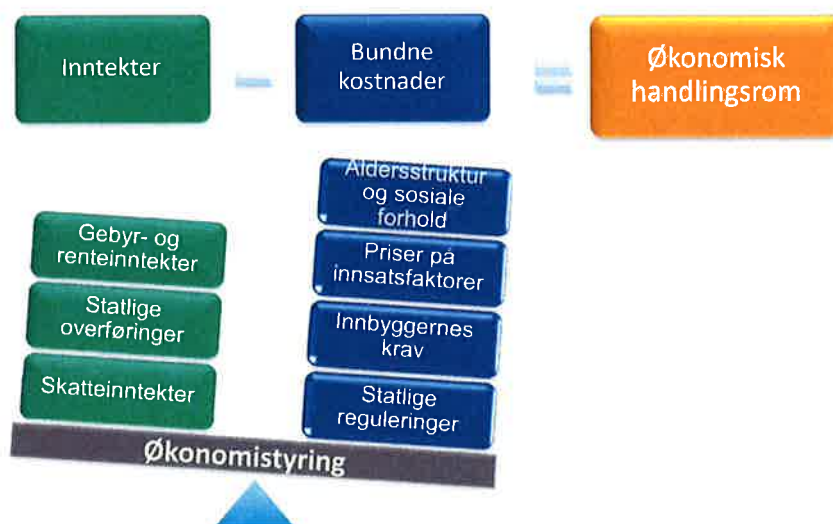 Inntekter
Bundne
kostnader
Økonomisk
handlingsrom
Gebyr- og
renteinntekter
Statlige
overføringer
Skatteinntekter
Aldersstruktur
og sosiale
forhold
Priser på
innsatsfaktorer
Innbyggernes
krav
Statlige
reguleringer
Økonomistyring